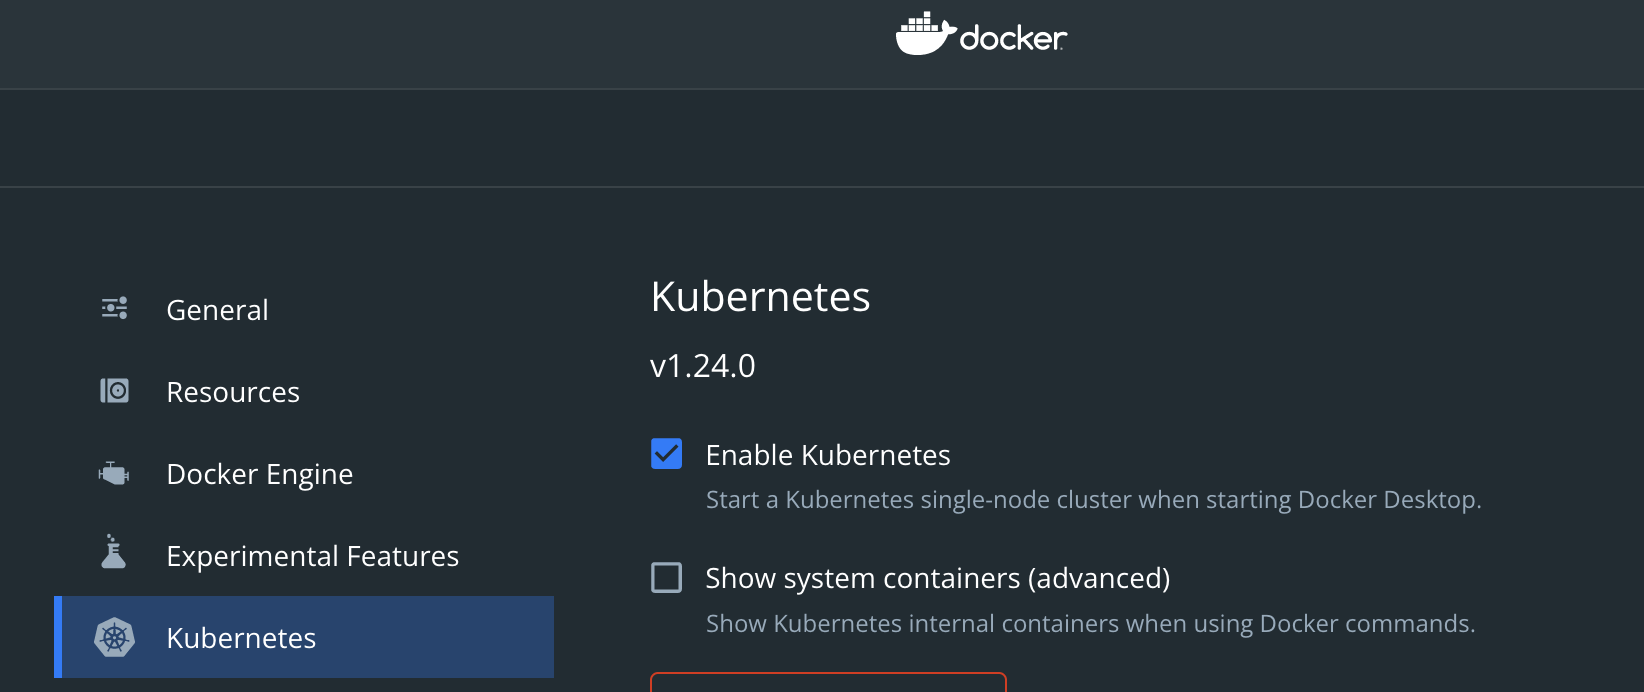 docker
General
Resources
Docker Engine
Experimental Features
Kubernetes
Kubernetes
v1.24.0
Enable Kubernetes
Start a Kubernetes single-node cluster when starting Docker Desktop.
Show system containers (advanced)
Show Kubernetes internal containers when using Docker commands.